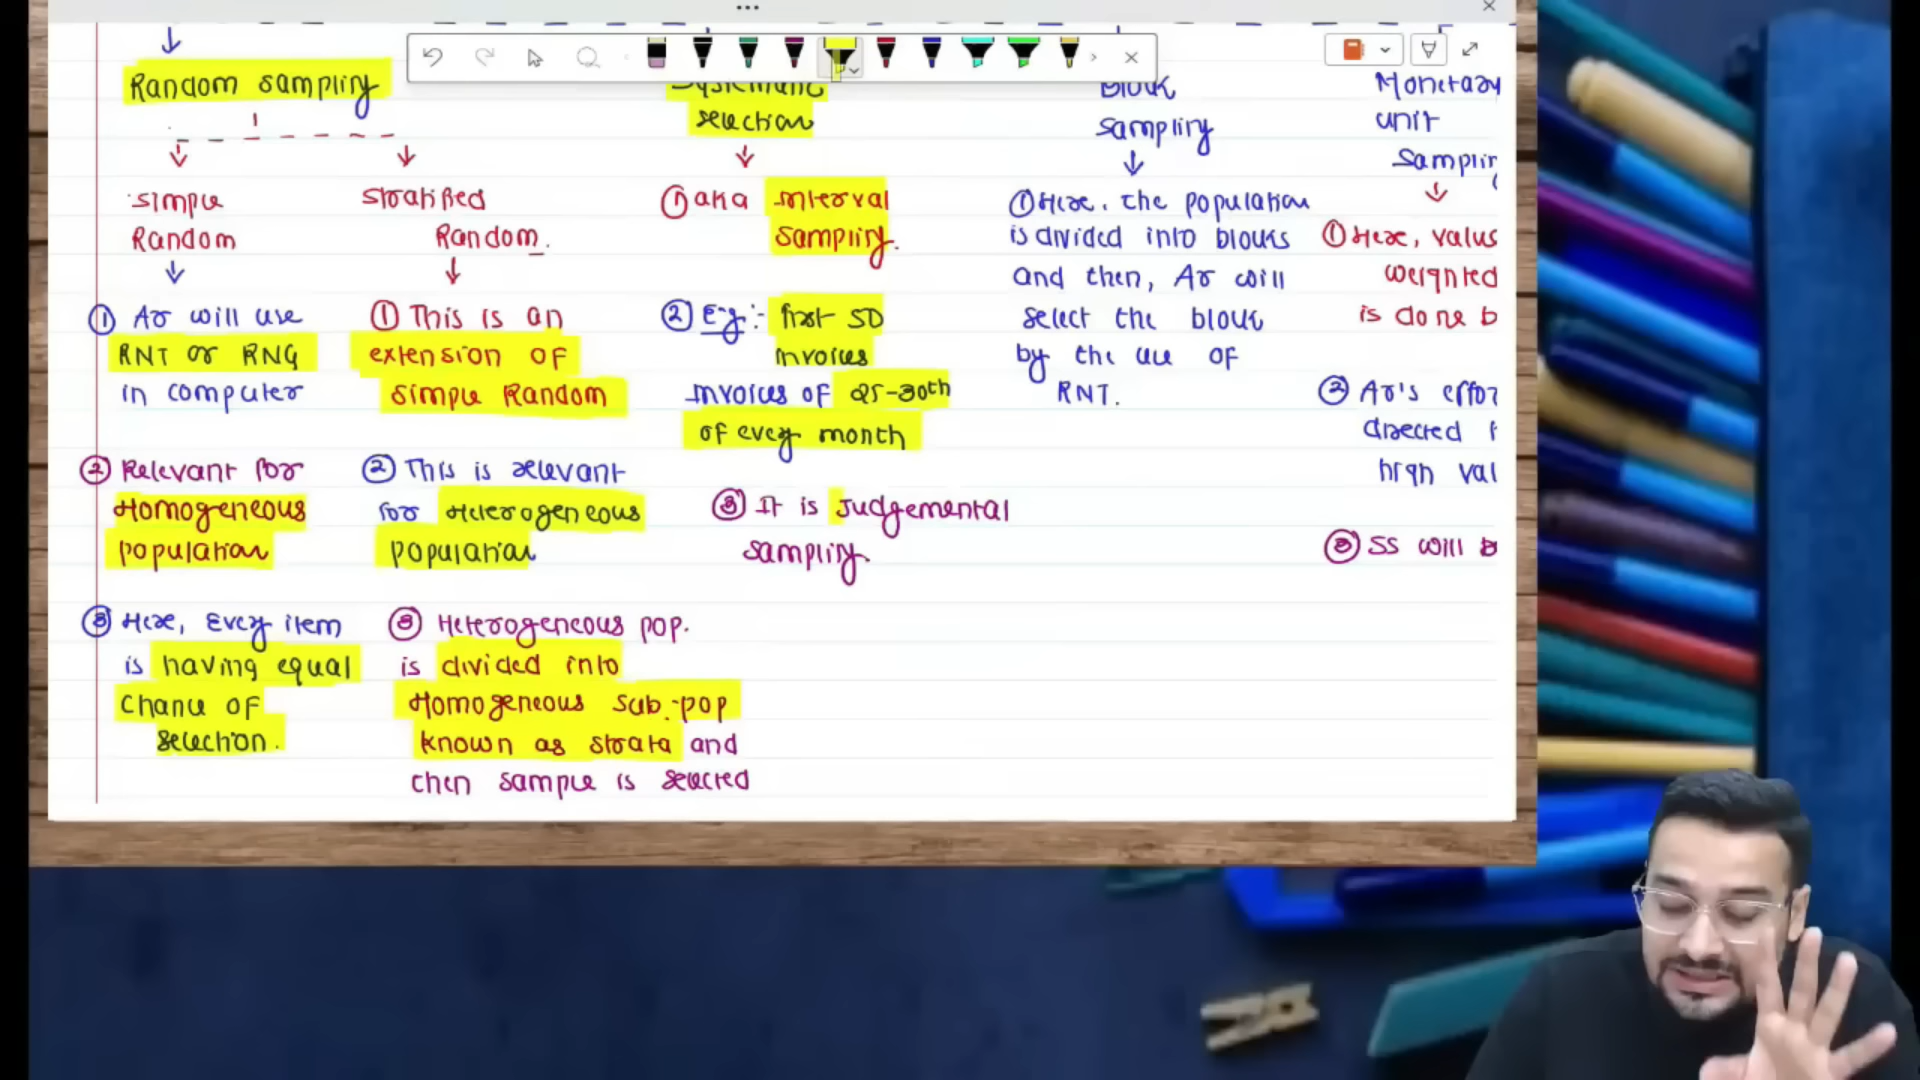 Random sampling
Simple
Random
① Ar will use
RNT or RNG
in computer
② Relevant for
Homogeneous
population
③ Here, Every item
is having equal
chance of
selection.
Stratified
Random.
① This is an
extension of
simple Random
② This is relevant
for Heterogeneous
population
③ Heterogeneous pop.
is divided into
Homogeneous sub-pop
known as strata and
then sample is selected
Systematic
selection
① aka Interval
Sampling.
② Eg:- first 50
invoices
invoices of 25-30th
of every month
③ It is Judgemental
sampling.
Block
Sampling
① Here, the population
is divided into blocks
and then, Ar will
select the block
by the use of
RNT.
Monetary
unit
Sampling
① Here, value
weighted
is done b
② Ar's effor
directed
high val
③ SS will b